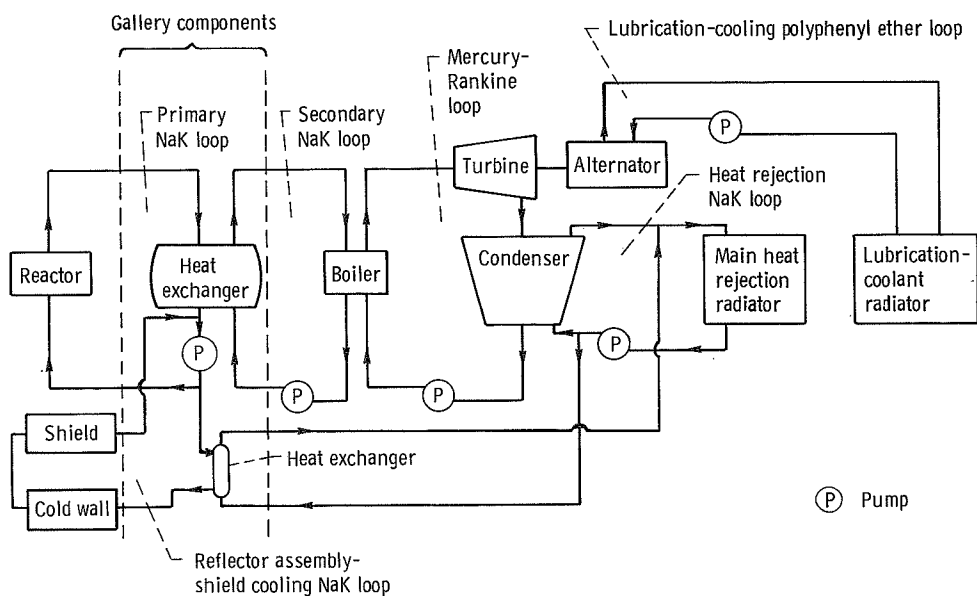 Gallery components
Lubrication-cooling polyphenyl ether loop
Mercury-
Rankine
loop
Primary
NaK loop
Secondary
NaK loop
P
Turbine
Alternator
Heat rejection
NaK loop
Reactor
Heat
exchanger
Boiler
Condenser
Main heat
rejection
radiator
Lubrication-
coolant
radiator
P
P
P
P
Shield
Heat exchanger
Cold wall
P Pump
Reflector assembly-
shield cooling NaK loop